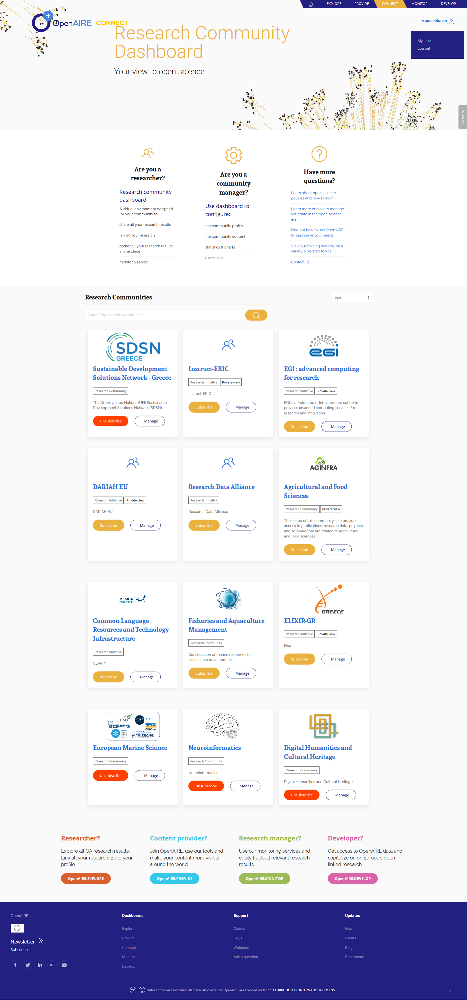 EXPLORE
PROVIDE
CONNECT
MONITOR
DEVELOP
OpenAIRE
CONNECT
PEDRO PRÍNCIPE
My links
Log out
Research Community
Dashboard
Your view to open science
feedback
Are you a
researcher?
Research community
dashboard
A virtual environment designed
for your community to:
share all your research results
link all your research
gather all your research results
in one place
monitor & report
Are you a
community
manager?
Use dashboard to
configure:
the community profile
the community content
statistics & charts
users links
Have more
questions?
Learn about open science
policies and how to align
Learn more on how to manage
your data in the open science
era
Find out how to use OpenAIRE
to best serve your needs
View our training material on a
variety of related topics
Contact us
Research Communities
Type
Search for research communities
SDSN
GREECE
Sustainable Development
Solutions Network - Greece
Research Community
The Greek United Nations (UN) Sustainable
Development Solutions Network (SDSN)
Unsubscribe
Manage
Instruct-ERIC
Research Initiative
Private view
Instruct-ERIC
Subscribe
Manage
egi
EGI : advanced computing
for research
Research Initiative
Private view
EGI is a federated e-Infrastructure set up to
provide advanced computing services for
research and innovation.
Subscribe
Manage
DARIAH EU
Research Initiative
Private view
DARIAH EU
Subscribe
Manage
Research Data Alliance
Research Initiative
Research Data Alliance
Subscribe
Manage
AGINFRA
Agricultural and Food
Sciences
Research Community
Private view
The scope of this community is to provide
access to publications, research data, projects
and software that are related to agricultural
and food sciences
Subscribe
Manage
CLARIN
Common Language
Resources and Technology
Infrastructure
Research Initiative
CLARIN
Subscribe
Manage
Fisheries and Aquaculture
Management
Research Community
Conservation of marine resources for
sustainable development
Subscribe
Manage
GREECE
ELIXIR-GR
Research Initiative
Private view
Elixir
Subscribe
Manage
emso
EUROMARINE
JPI
OCEANS
EMODnet
EMBRC
European
MARINE BOARD
European Marine Science
Research Community
Unsubscribe
Manage
Neuroinformatics
Research Community
Neuroinformatics
Unsubscribe
Manage
Digital Humanities and
Cultural Heritage
Research Community
Digital Humanities and Cultural Heritage
Unsubscribe
Manage
Researcher?
Explore all OA research results.
Link all your research. Build your
profile
OpenAIRE.EXPLORE
Content provider?
Join OpenAIRE, use our tools and
make your content more visible
around the world.
OpenAIRE.PROVIDE
Research manager?
Use our monitoring services and
easily track all relevant research
results.
OpenAIRE.MONITOR
Developer?
Get access to OpenAIRE data and
capitalize on on Europe's open
linked research
OpenAIRE.DEVELOP
OpenAIRE
Newsletter
Subscribe
Dashboards
Explore
Provide
Connect
Monitor
Develop
Support
Guides
FAQs
Webinars
Ask a question
Updates
News
Events
Blogs
Documents
Unless otherwise indicated, all materials created by OpenAIRE are licenced under CC ATTRIBUTION 4.0 INTERNATIONAL LICENSE.